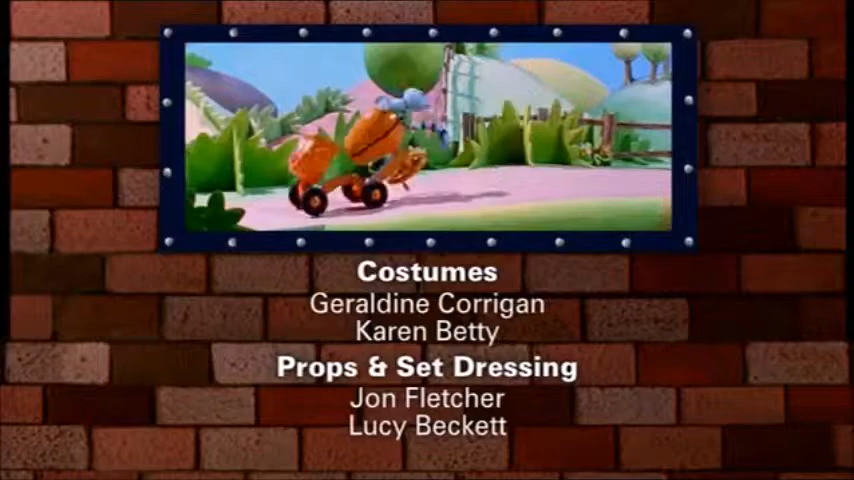 Costumes
Geraldine Corrigan
Karen Betty
Props & Set Dressing
Jon Fletcher
Lucy Beckett